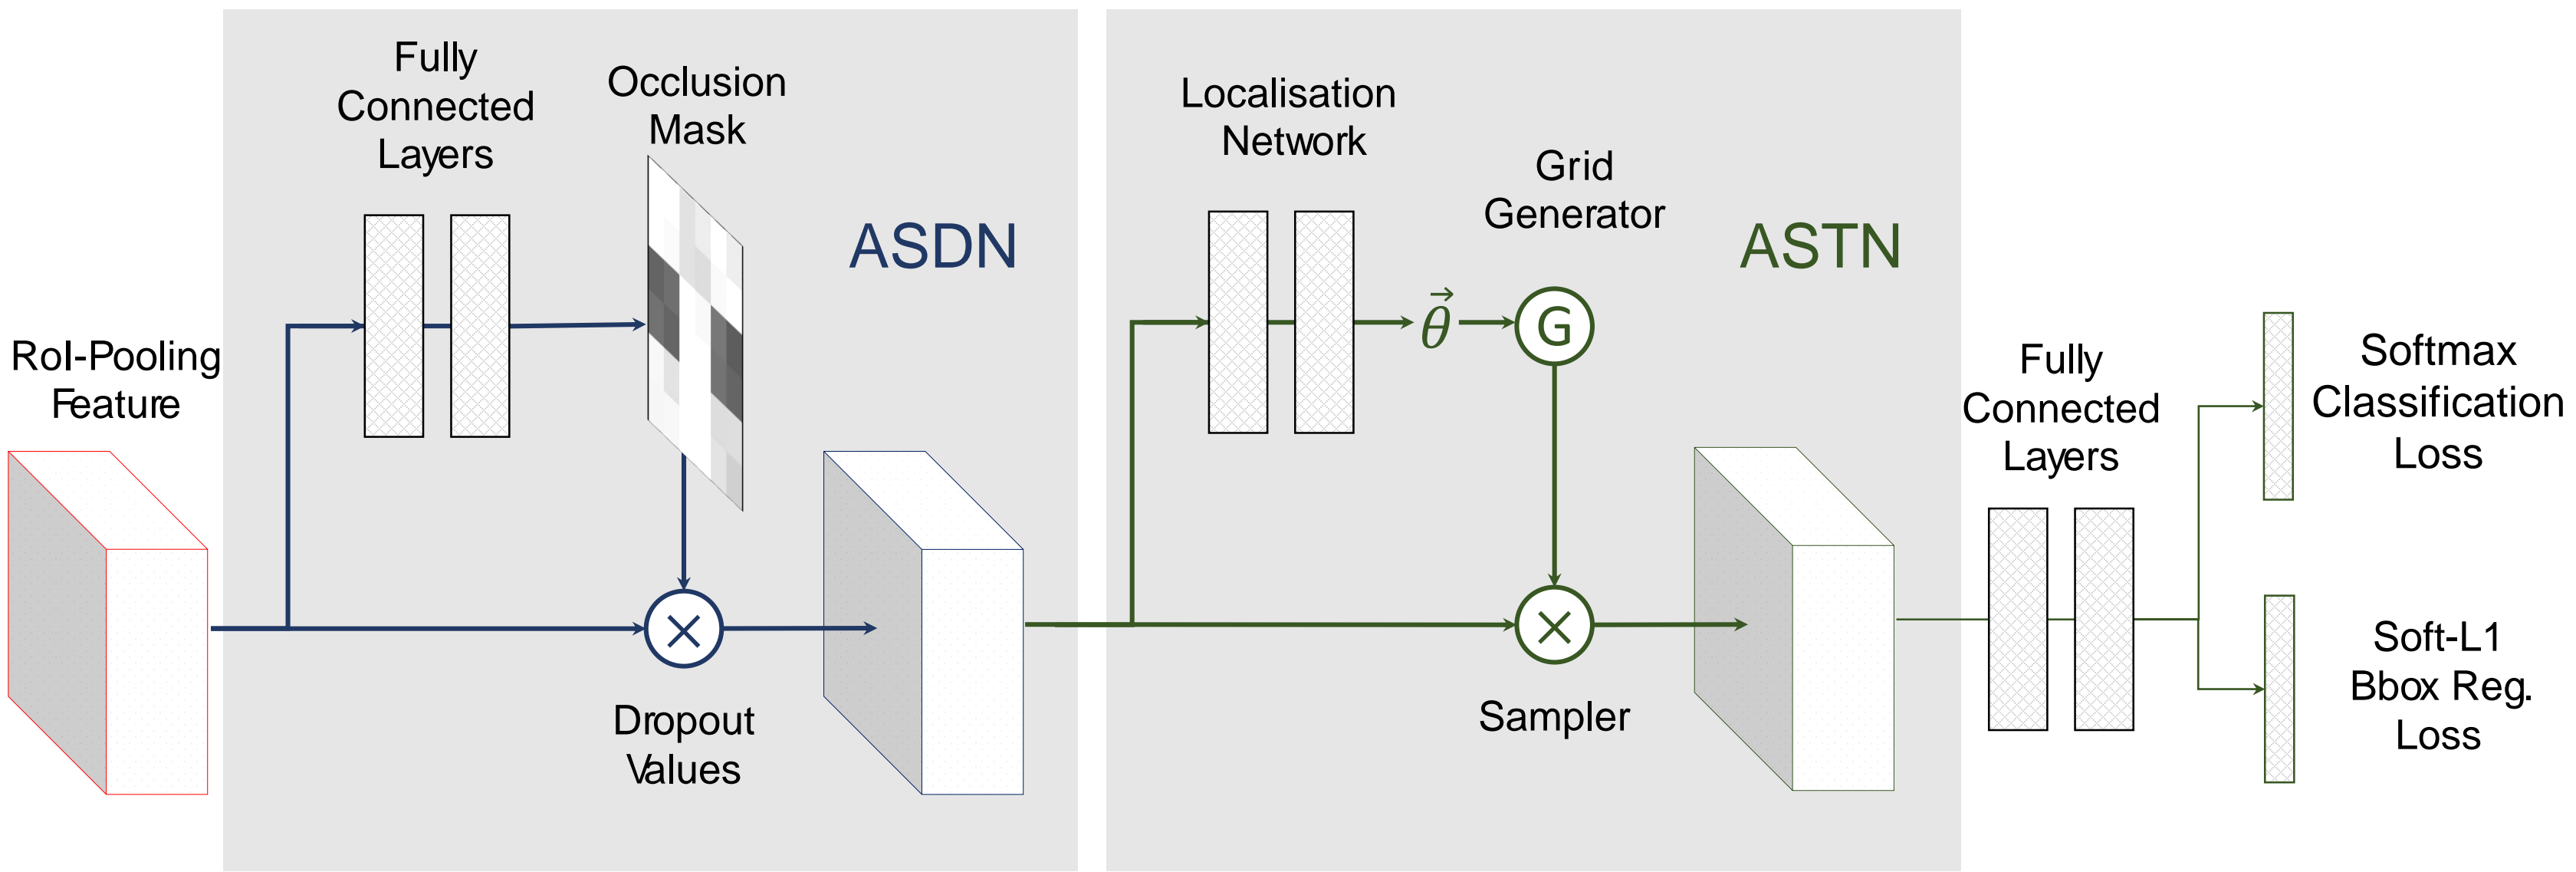 RoI-Pooling
Feature
Fully
Connected
Layers
Occlusion
Mask
ASDN
Dropout
Values
Localisation
Network
θ
Grid
Generator
G
ASTN
Sampler
Fully
Connected
Layers
Softmax
Classification
Loss
Soft-L1
Bbox Reg.
Loss